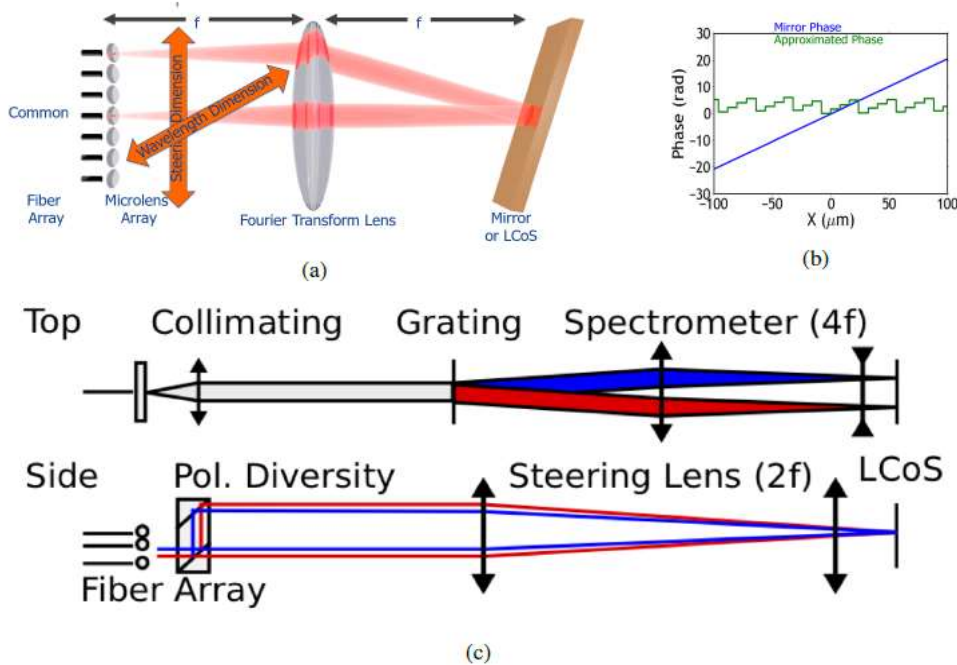 f
f
Common
Steering Dimension
Wavelength Dimension
Fiber
Array
Microlens
Array
Fourier Transform Lens
Mirror
or LCoS
(a)
Mirror Phase
Approximated Phase
Phase (rad)
30
20
10
0
−10
−20
−30
−100
−50
0
50
100
X (μm)
(b)
Top
Collimating
Grating
Spectrometer (4f)
Side
Pol. Diversity
Steering Lens (2f)
LCoS
Fiber Array
(c)